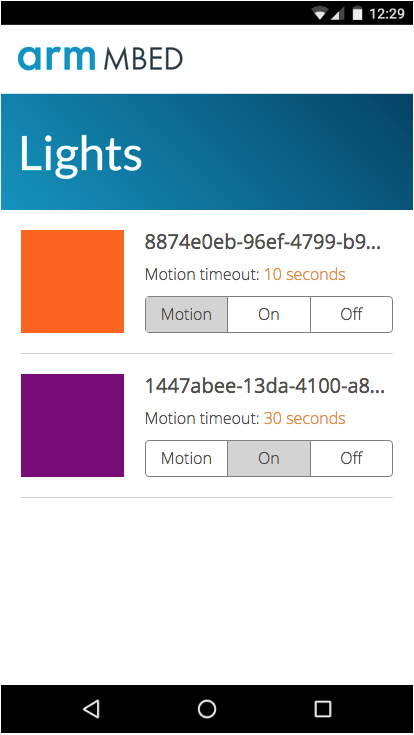 12:29
arm MBED
Lights
8874e0eb-96ef-4799-b9...
Motion timeout: 10 seconds
Motion On Off
1447abee-13da-4100-a8...
Motion timeout: 30 seconds
Motion On Off